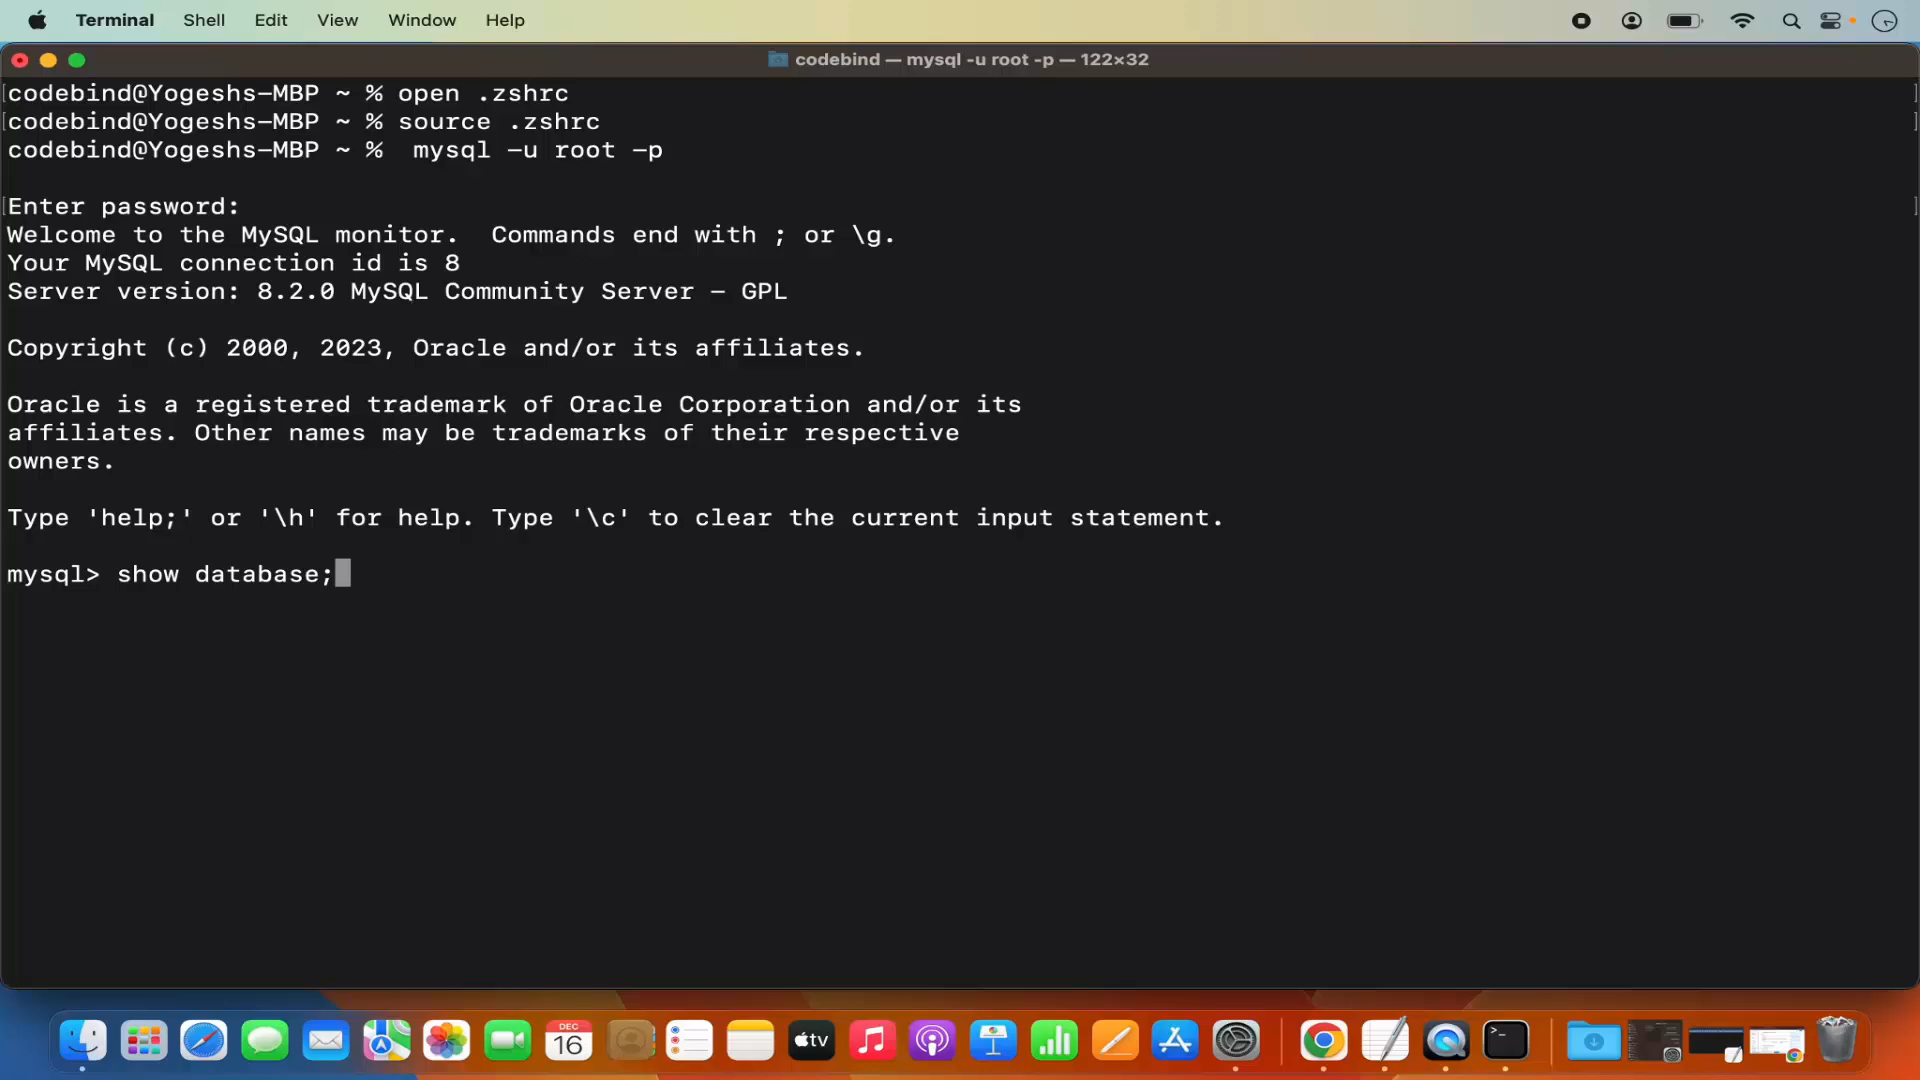 Terminal Shell Edit View Window Help
codebind — mysql -u root -p — 122×32
codebind@Yogeshs-MBP ~ % open .zshrc
codebind@Yogeshs-MBP ~ % source .zshrc
codebind@Yogeshs-MBP ~ %  mysql -u root -p
Enter password:
Welcome to the MySQL monitor.  Commands end with ; or \g.
Your MySQL connection id is 8
Server version: 8.2.0 MySQL Community Server - GPL
Copyright (c) 2000, 2023, Oracle and/or its affiliates.
Oracle is a registered trademark of Oracle Corporation and/or its
affiliates. Other names may be trademarks of their respective
owners.
Type 'help;' or '\h' for help. Type '\c' to clear the current input statement.
mysql> show database;
DEC
16
tv
>_